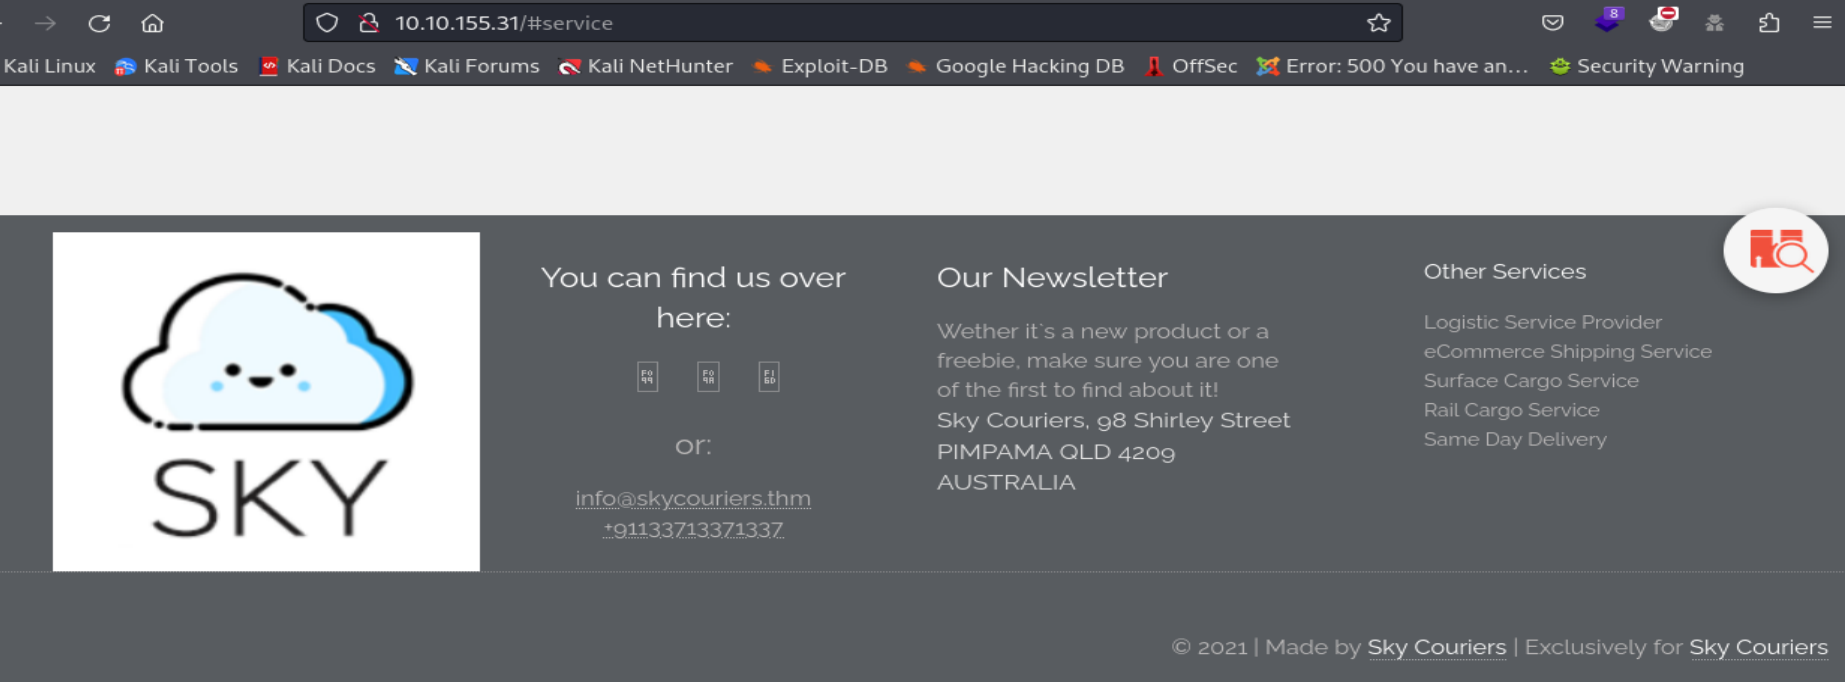 10.10.155.31/#service
8
Kali Linux Kali Tools Kali Docs Kali Forums Kali NetHunter Exploit-DB Google Hacking DB OffSec Error: 500 You have an... Security Warning
SKY
You can find us over
here:
or:
info@skycouriers.thm
+91133713371337
Our Newsletter
Wether it`s a new product or a
freebie, make sure you are one
of the first to find about it!
Sky Couriers, 98 Shirley Street
PIMPAMA QLD 4209
AUSTRALIA
Other Services
Logistic Service Provider
eCommerce Shipping Service
Surface Cargo Service
Rail Cargo Service
Same Day Delivery
© 2021 | Made by Sky Couriers | Exclusively for Sky Couriers